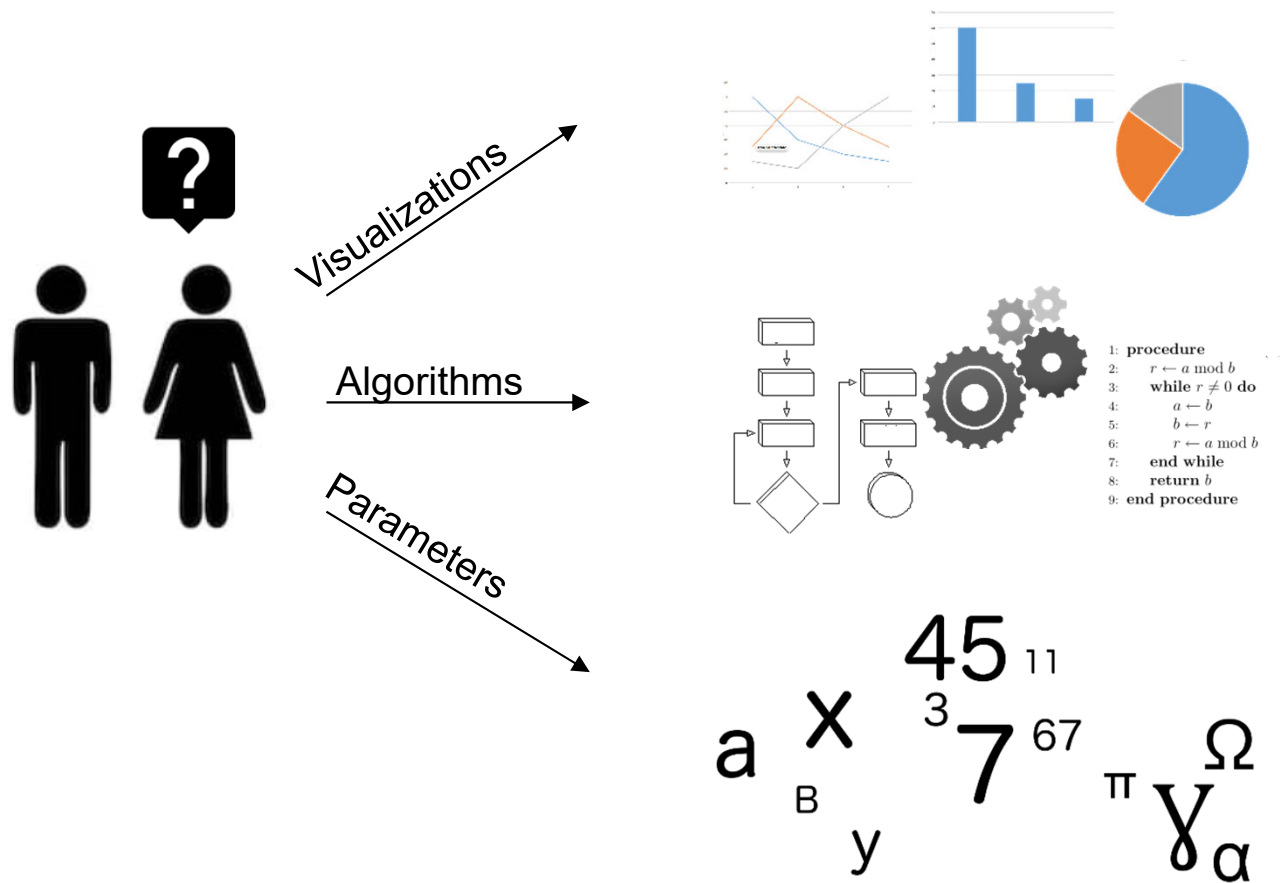 ?
Visualizations
Algorithms
Parameters
1: procedure
2: r ← a mod b
3: while r ≠ 0 do
4: a ← b
5: b ← r
6: r ← a mod b
7: end while
8: return b
9: end procedure
45 11
3 7 67
a x B y
π γ Ω α